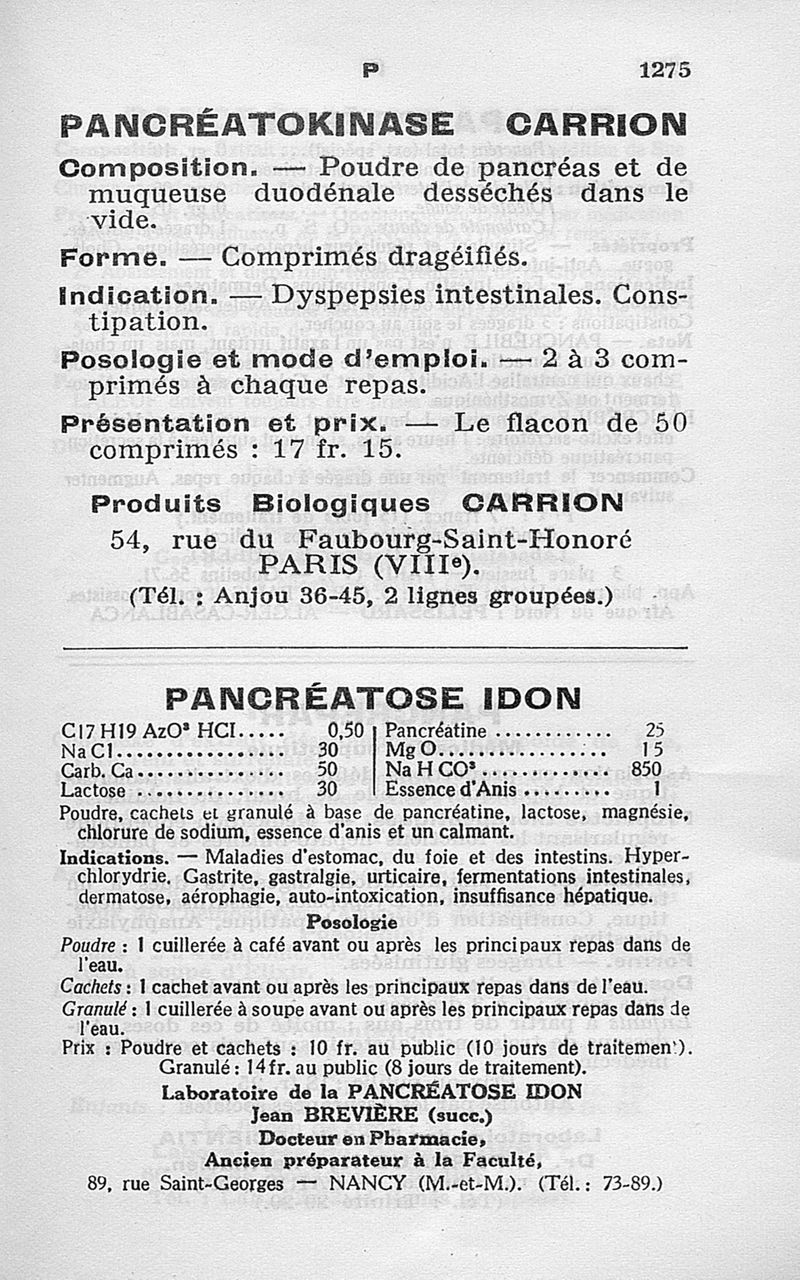 P 1275
PANCRÉATOKINASE CARRION
Composition. — Poudre de pancréas et de
muqueuse duodénale desséchés dans le
vide.
Forme. — Comprimés dragéifiés.
Indication. — Dyspepsies intestinales. Cons-
tipation.
Posologie et mode d'emploi. — 2 à 3 com-
primés à chaque repas.
Présentation et prix. — Le flacon de 50
comprimés : 17 fr. 15.
Produits Biologiques CARRION
54, rue du Faubourg-Saint-Honoré
PARIS (VIIIe).
(Tél. : Anjou 36-45, 2 lignes groupées.)
PANCRÉATOSE IDON
C17 H19 AzO³ HCl..... 0,50 | Pancréatine ............ 25
NaCl................. 30 | MgO.................. 15
Carb. Ca............... 50 | Na H CO³............. 850
Lactose ............... 30 | Essence d'Anis ......... 1
Poudre, cachets et granulé à base de pancréatine, lactose, magnésie,
chlorure de sodium, essence d'anis et un calmant.
Indications. — Maladies d'estomac, du foie et des intestins. Hyper-
chlorydrie, Gastrite, gastralgie, urticaire, fermentations intestinales,
dermatose, aérophagie, auto-intoxication, insuffisance hépatique.
Posologie
Poudre : 1 cuillerée à café avant ou après les principaux repas dans de
l'eau.
Cachets : 1 cachet avant ou après les principaux repas dans de l'eau.
Granulé : 1 cuillerée à soupe avant ou après les principaux repas dans de
l'eau.
Prix : Poudre et cachets : 10 fr. au public (10 jours de traitement).
Granulé : 14 fr. au public (8 jours de traitement).
Laboratoire de la PANCRÉATOSE IDON
Jean BREVIÈRE (succ.)
Docteur en Pharmacie,
Ancien préparateur à la Faculté,
89, rue Saint-Georges — NANCY (M.-et-M.). (Tél. : 73-89.)